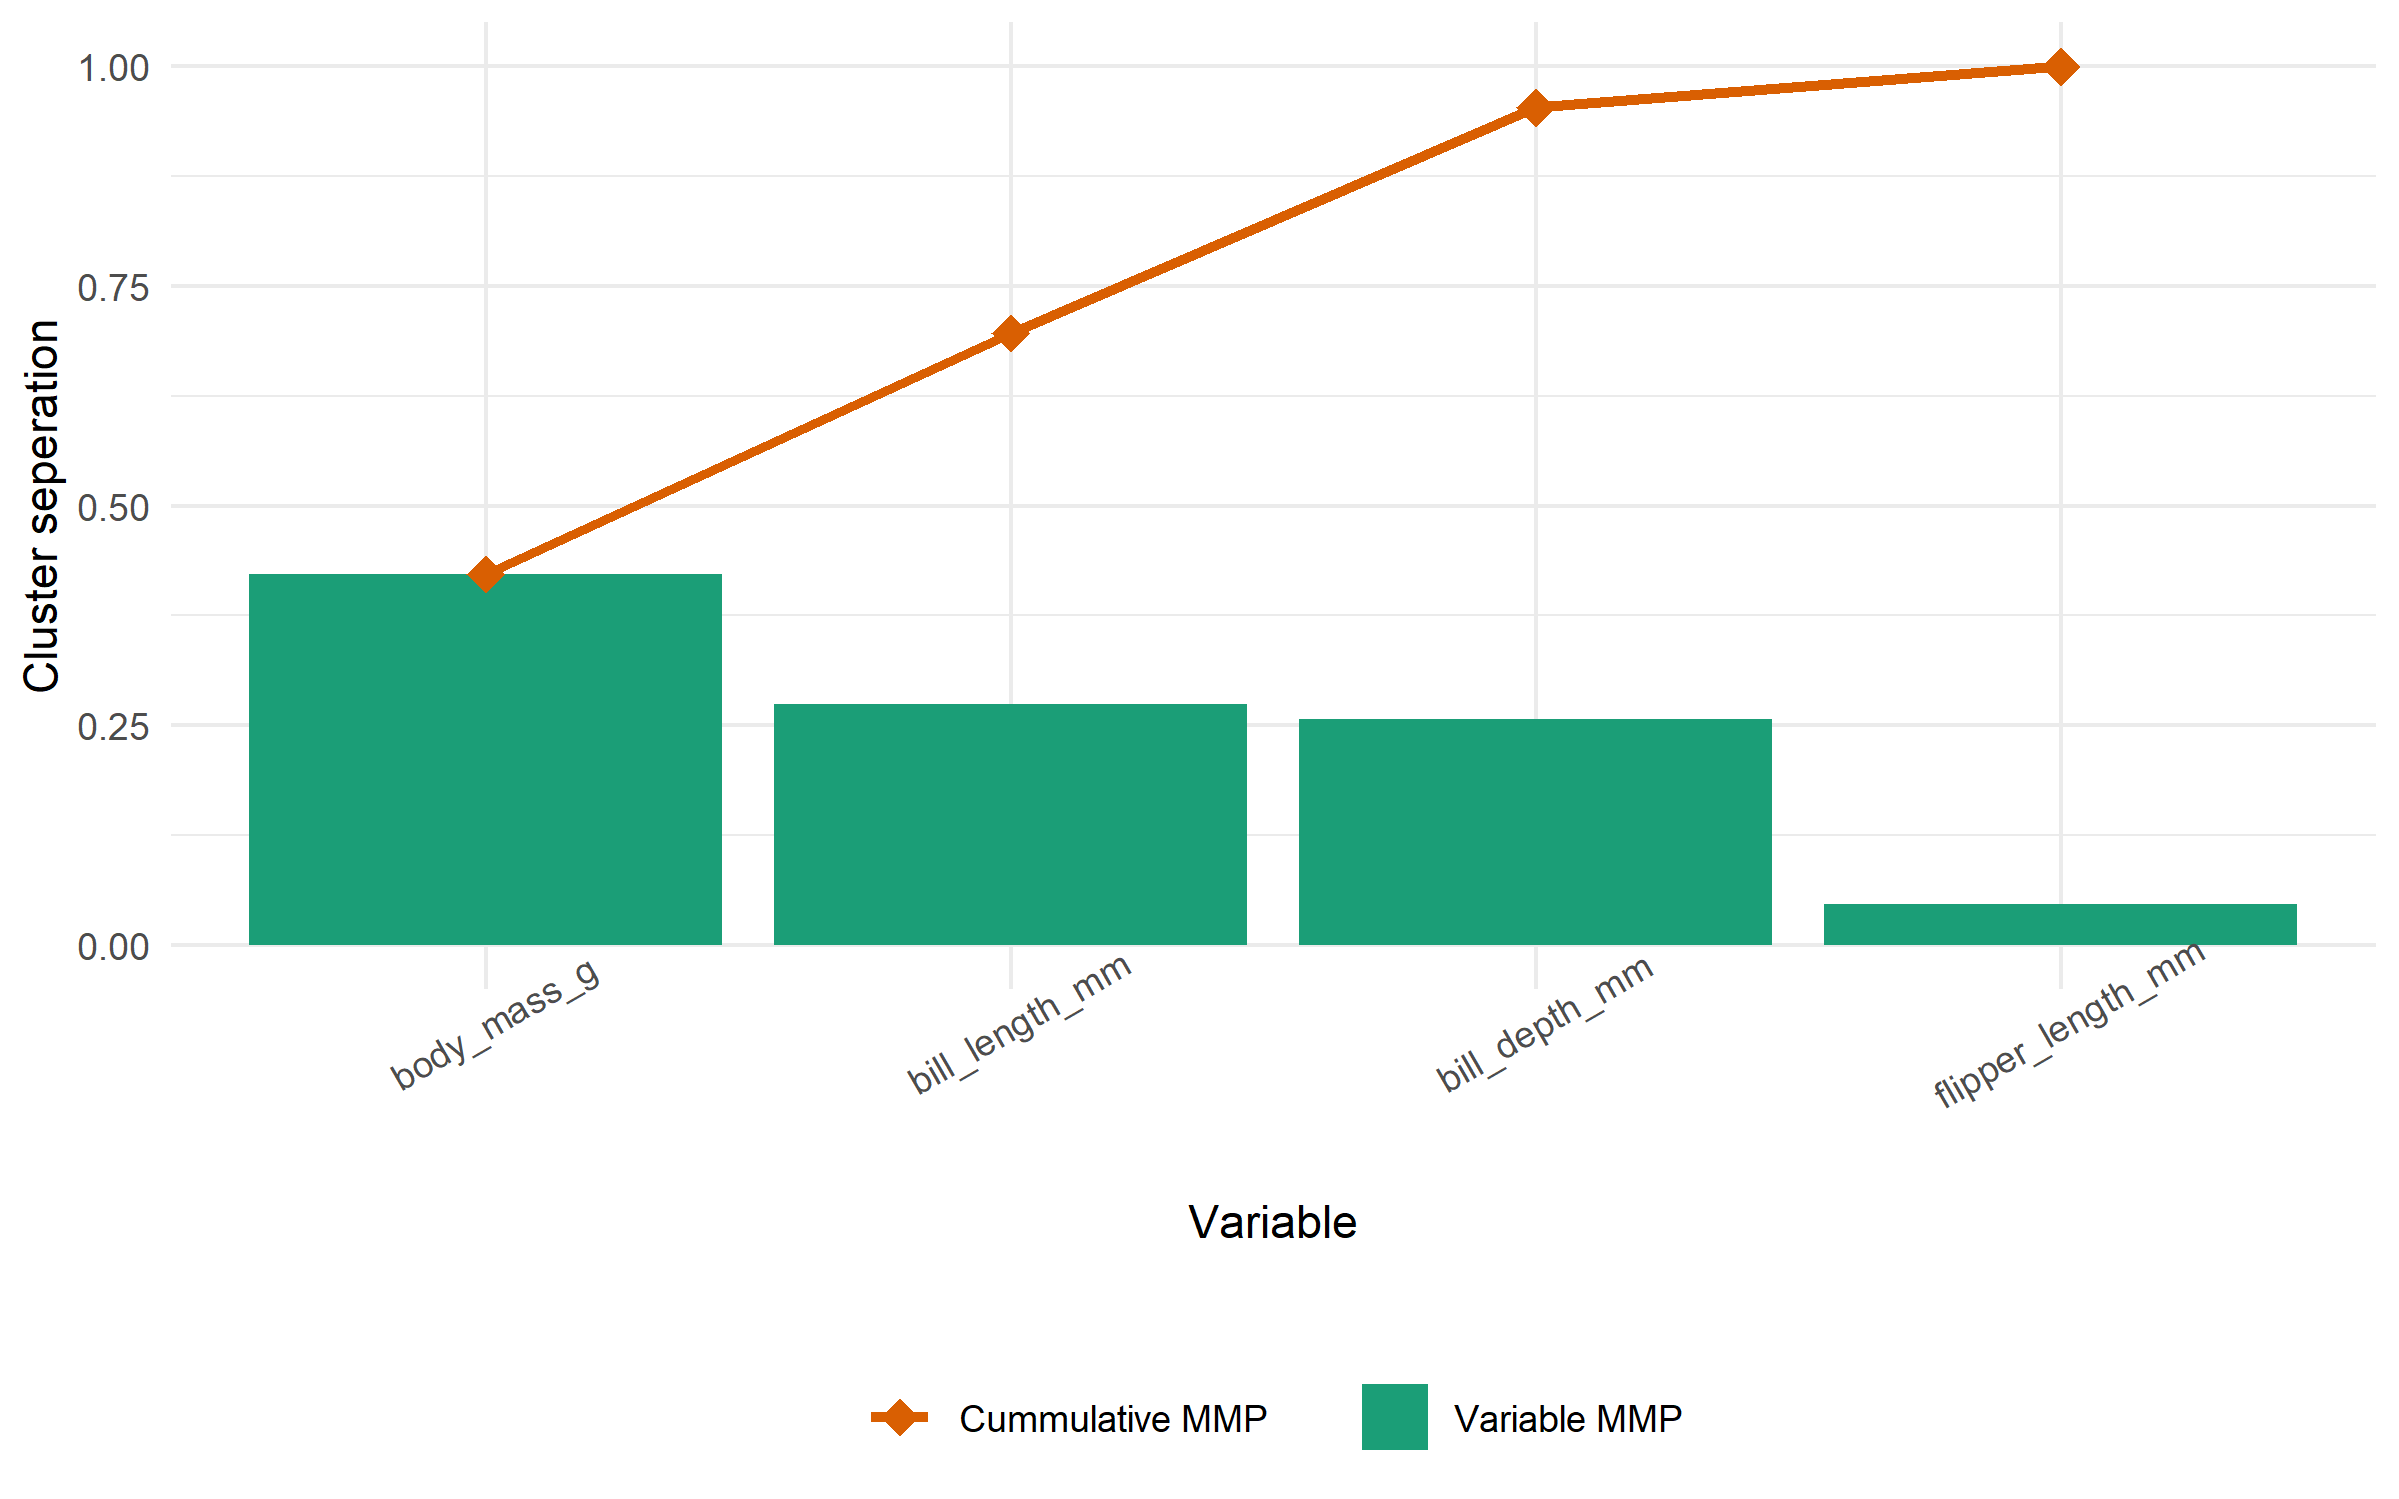 1.00
0.75
0.50
0.25
0.00
Cluster seperation
body_mass_g
bill_length_mm
bill_depth_mm
flipper_length_mm
Variable
Cummulative MMP
Variable MMP